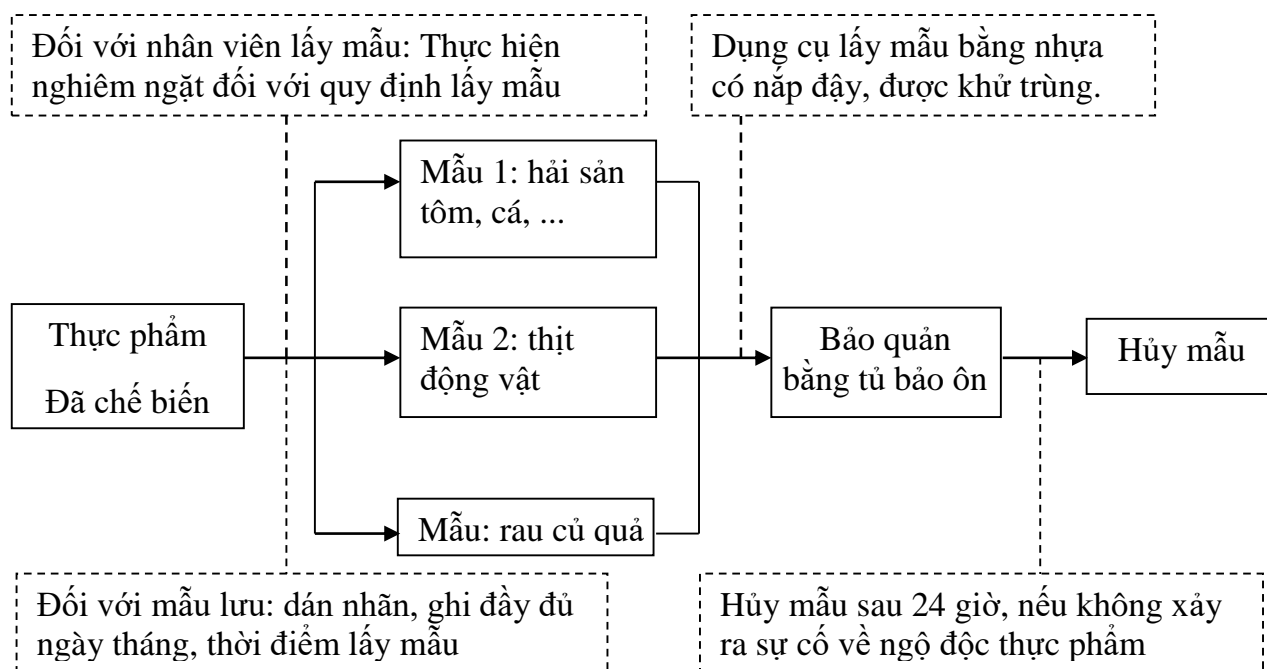 Đối với nhân viên lấy mẫu: Thực hiện
nghiêm ngặt đối với quy định lấy mẫu
Dụng cụ lấy mẫu bằng nhựa
có nắp đậy, được khử trùng.
Mẫu 1: hải sản
tôm, cá, ...
Thực phẩm
Đã chế biến
Mẫu 2: thịt
động vật
Bảo quản
bằng tủ bảo ôn
Hủy mẫu
Mẫu: rau củ quả
Đối với mẫu lưu: dán nhãn, ghi đầy đủ
ngày tháng, thời điểm lấy mẫu
Hủy mẫu sau 24 giờ, nếu không xảy
ra sự cố về ngộ độc thực phẩm